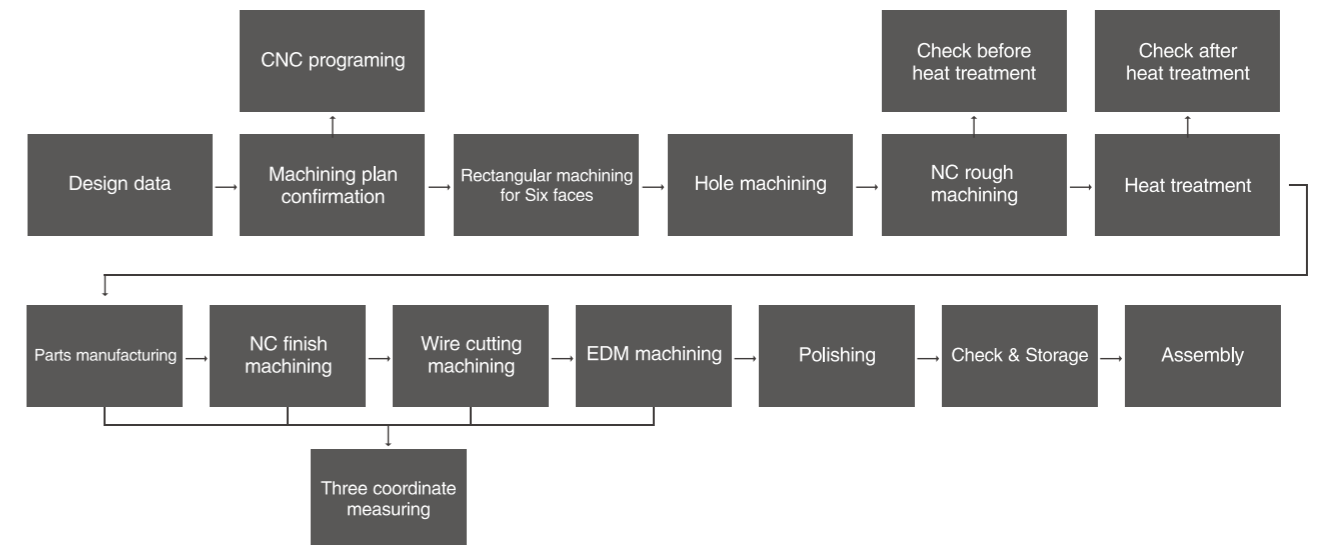 CNC programing
Check before
heat treatment
Check after
heat treatment
Design data
Machining plan
confirmation
Rectangular machining
for Six faces
Hole machining
NC rough
machining
Heat treatment
Parts manufacturing
NC finish
machining
Wire cutting
machining
EDM machining
Polishing
Check & Storage
Assembly
Three coordinate
measuring